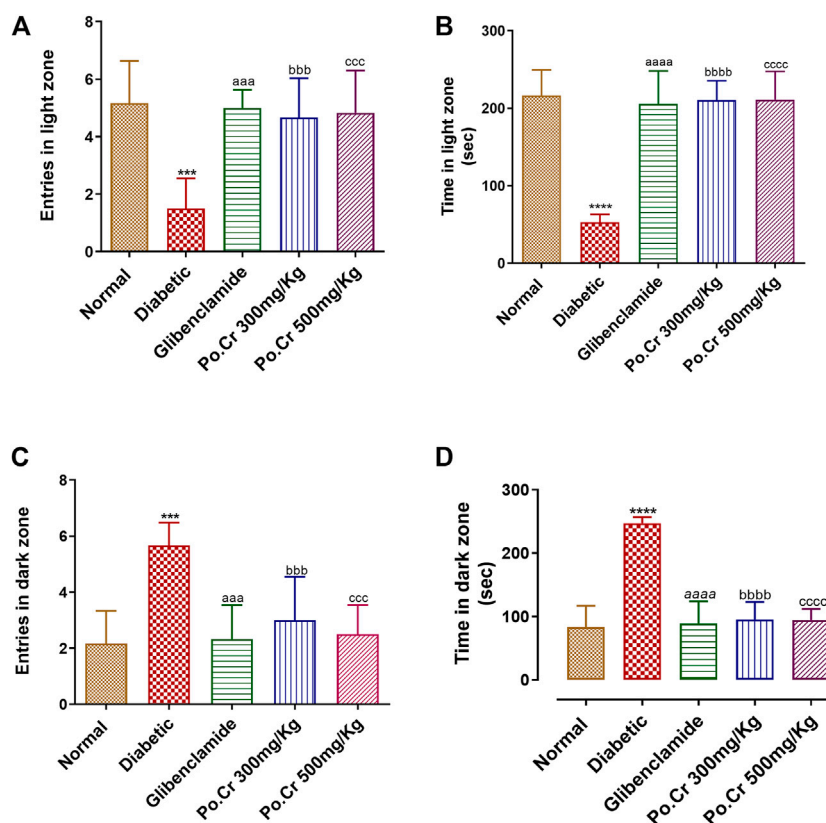 A
Entries in light zone
8
6
4
2
0
***
aaa
bbb
ccc
Normal
Diabetic
Glibenclamide
Po.Cr 300mg/Kg
Po.Cr 500mg/Kg
B
Time in light zone
(sec)
300
200
100
0
****
aaaa
bbbb
cccc
Normal
Diabetic
Glibenclamide
Po.Cr 300mg/Kg
Po.Cr 500mg/Kg
C
Entries in dark zone
8
6
4
2
0
***
aaa
bbb
ccc
Normal
Diabetic
Glibenclamide
Po.Cr 300mg/Kg
Po.Cr 500mg/Kg
D
Time in dark zone
(sec)
300
200
100
0
****
aaaa
bbbb
cccc
Normal
Diabetic
Glibenclamide
Po.Cr 300mg/Kg
Po.Cr 500mg/Kg